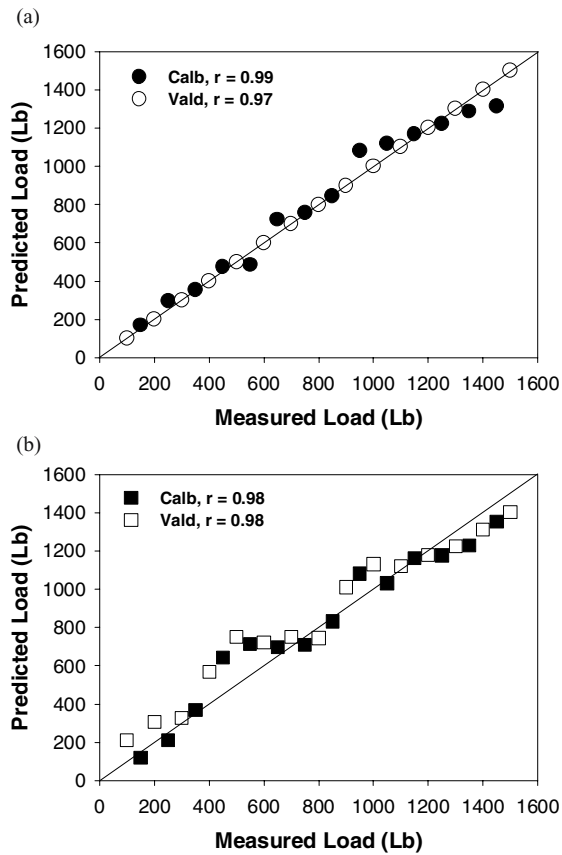 (a)
1600
1400
1200
1000
800
600
400
200
0
Predicted Load (Lb)
Calb, r = 0.99
Vald, r = 0.97
0 200 400 600 800 1000 1200 1400 1600
Measured Load (Lb)
(b)
1600
1400
1200
1000
800
600
400
200
0
Predicted Load (Lb)
Calb, r = 0.98
Vald, r = 0.98
0 200 400 600 800 1000 1200 1400 1600
Measured Load (Lb)